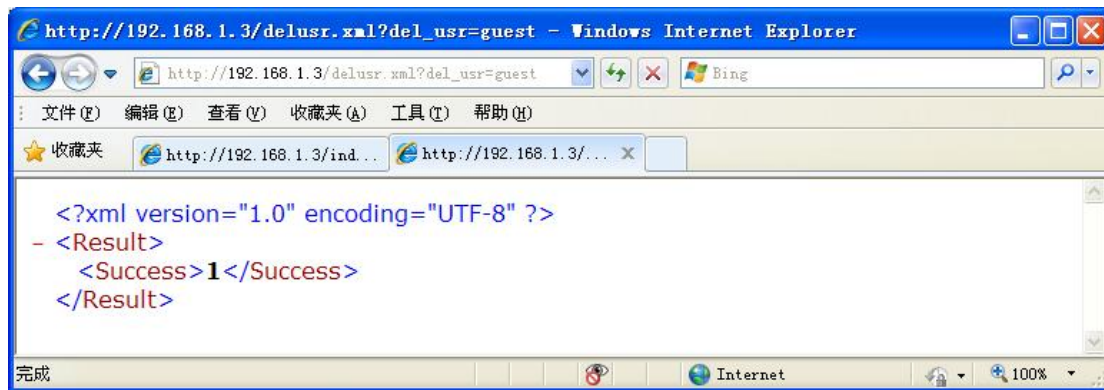 http://192.168.1.3/delusr.xml?del_usr=guest - Windows Internet Explorer
http://192.168.1.3/delusr.xml?del_usr=guest Bing
文件(F) 编辑(E) 查看(V) 收藏夹(A) 工具(T) 帮助(H)
收藏夹 http://192.168.1.3/ind... http://192.168.1.3/... X
<?xml version="1.0" encoding="UTF-8" ?>
- <Result>
<Success>1</Success>
</Result>
完成 Internet 100%